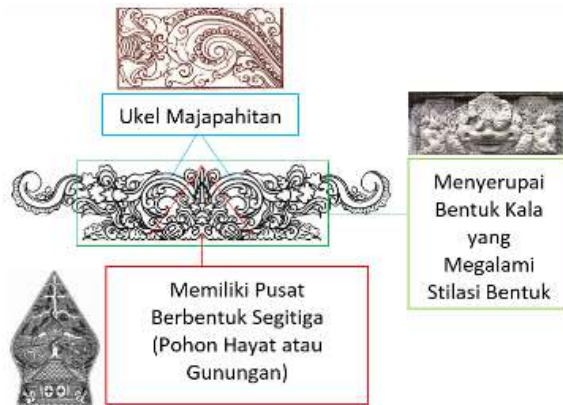 Ukel Majapahitan
Menyerupai
Bentuk Kala
yang
Megalami
Stilasi Bentuk
Memiliki Pusat
Berbentuk Segitiga
(Pohon Hayat atau
Gunungan)